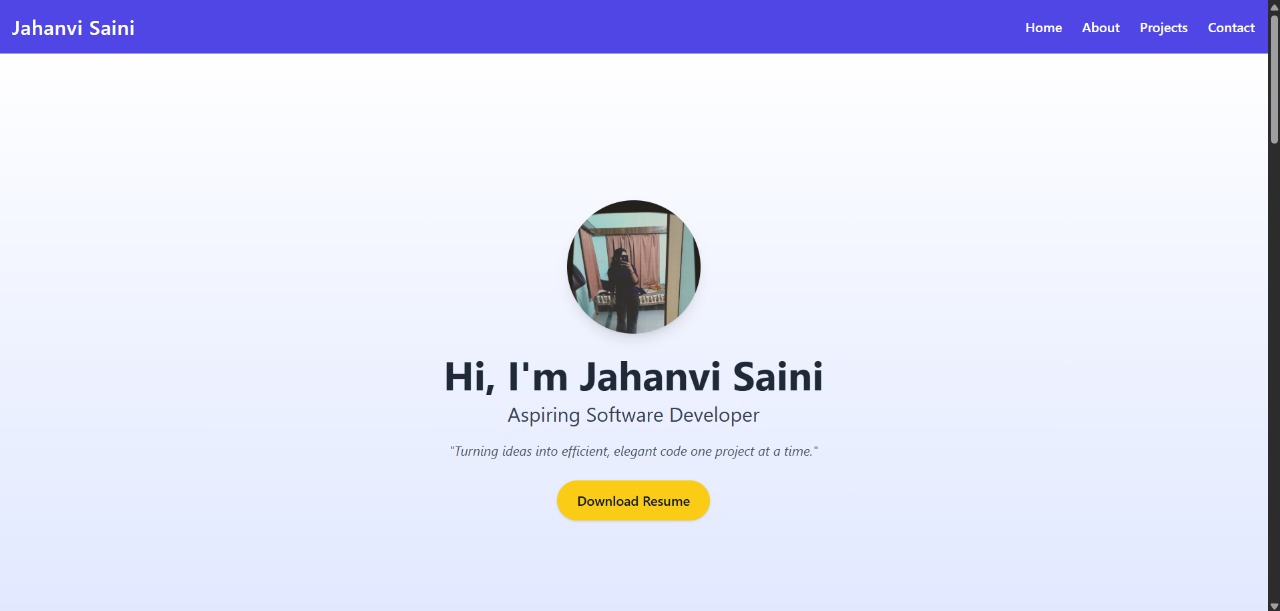 Jahanvi Saini
Home About Projects Contact
Hi, I'm Jahanvi Saini
Aspiring Software Developer
"Turning ideas into efficient, elegant code one project at a time."
Download Resume